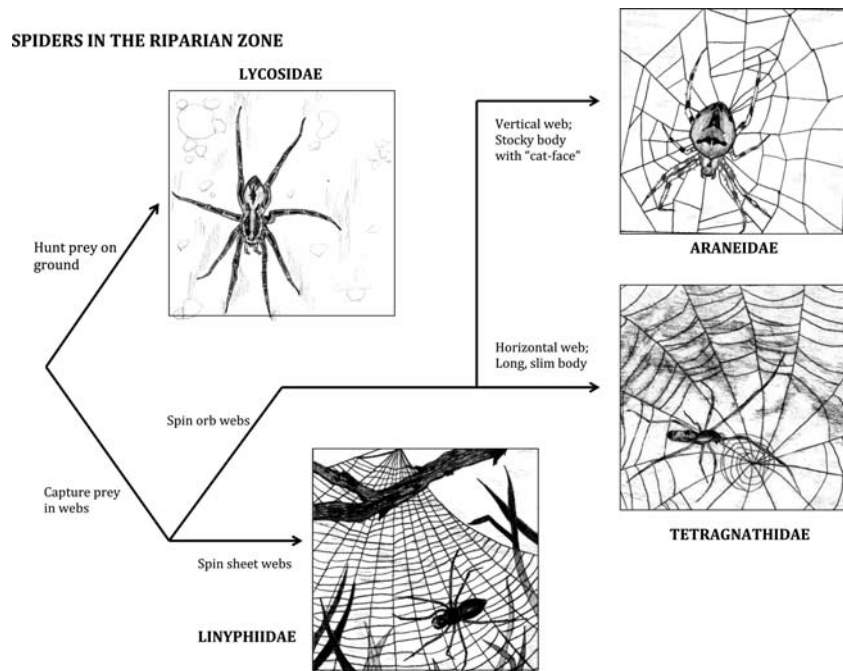 SPIDERS IN THE RIPARIAN ZONE
LYCOSIDAE
Hunt prey on
ground
Capture prey
in webs
Spin orb webs
Spin sheet webs
LINYPHIIDAE
Vertical web;
Stocky body
with “cat-face”
ARANEIDAE
Horizontal web;
Long, slim body
TETRAGNATHIDAE